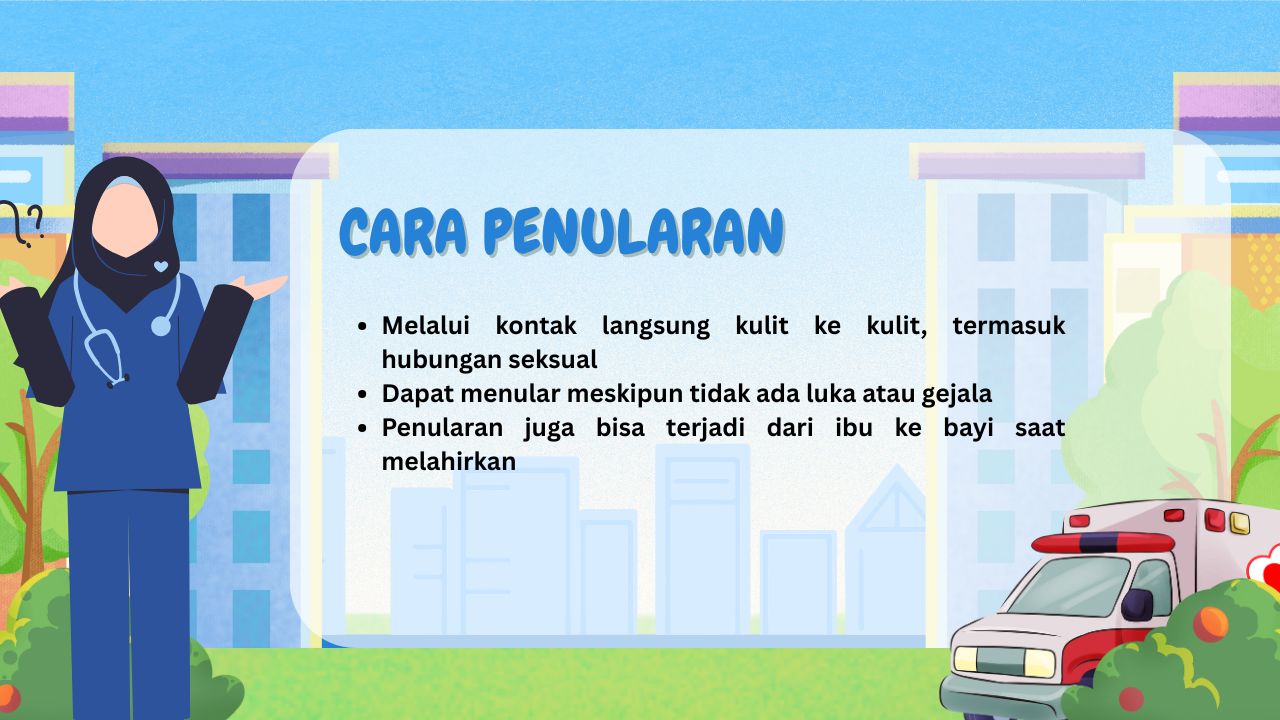 CARA PENULARAN
• Melalui kontak langsung kulit ke kulit, termasuk
hubungan seksual
• Dapat menular meskipun tidak ada luka atau gejala
• Penularan juga bisa terjadi dari ibu ke bayi saat
melahirkan
??